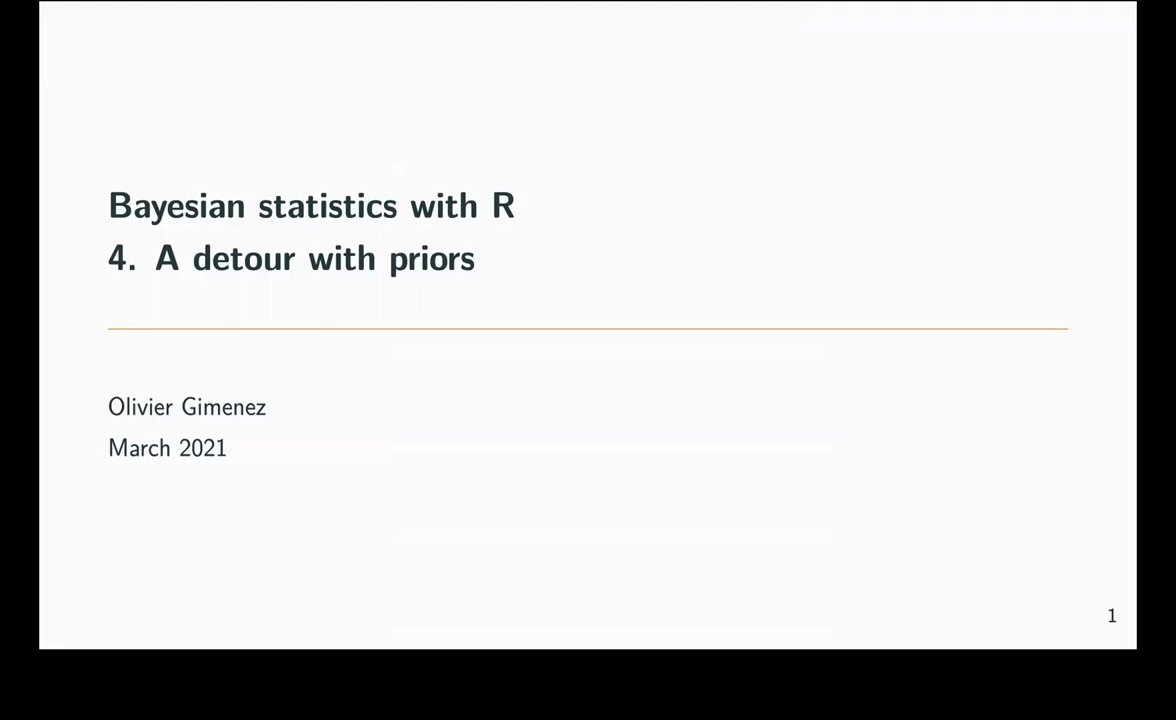 Bayesian statistics with R
4. A detour with priors
Olivier Gimenez
March 2021
1